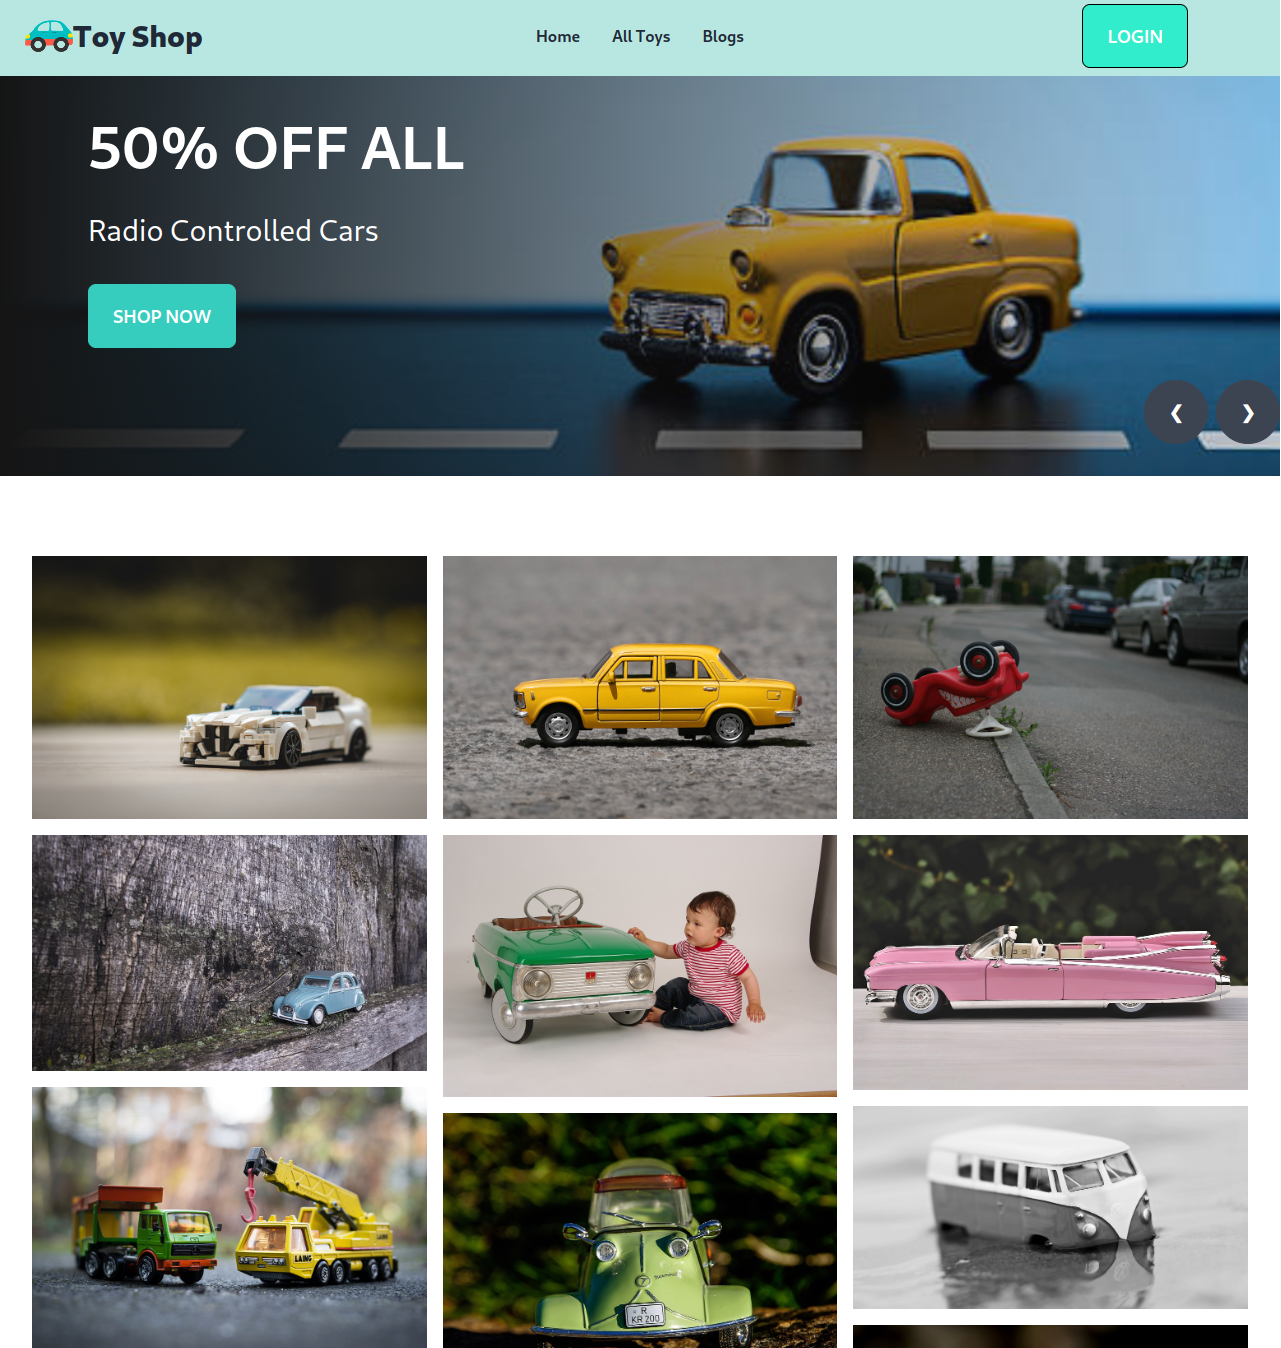 Toy Shop
Home
All Toys
Blogs
LOGIN
50% OFF ALL
Radio Controlled Cars
SHOP NOW
❮
❯
LAING
R
KR 200